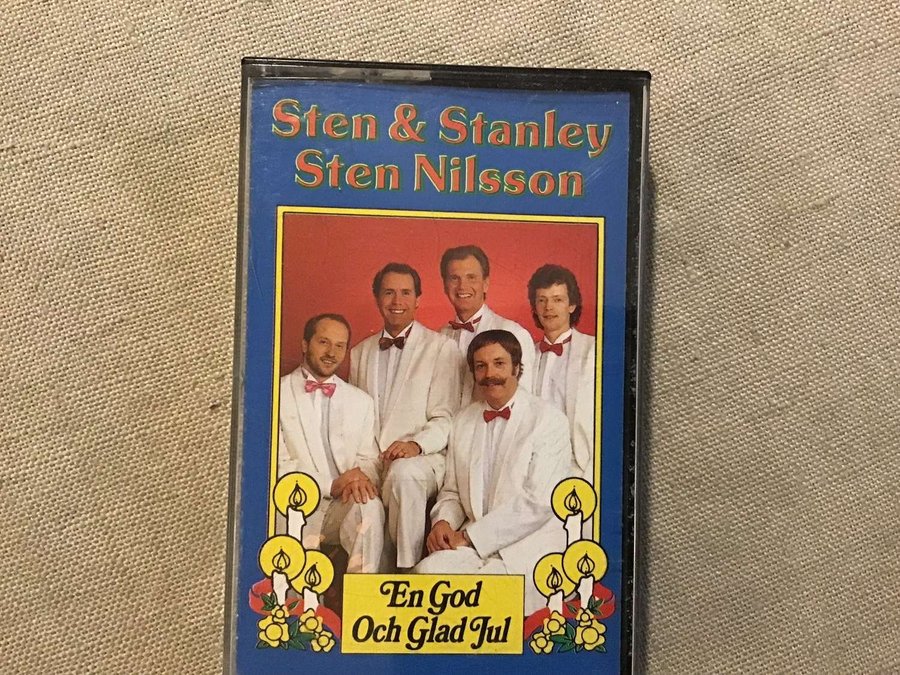 Sten & Stanley
Sten Nilsson
En God
Och Glad Jul